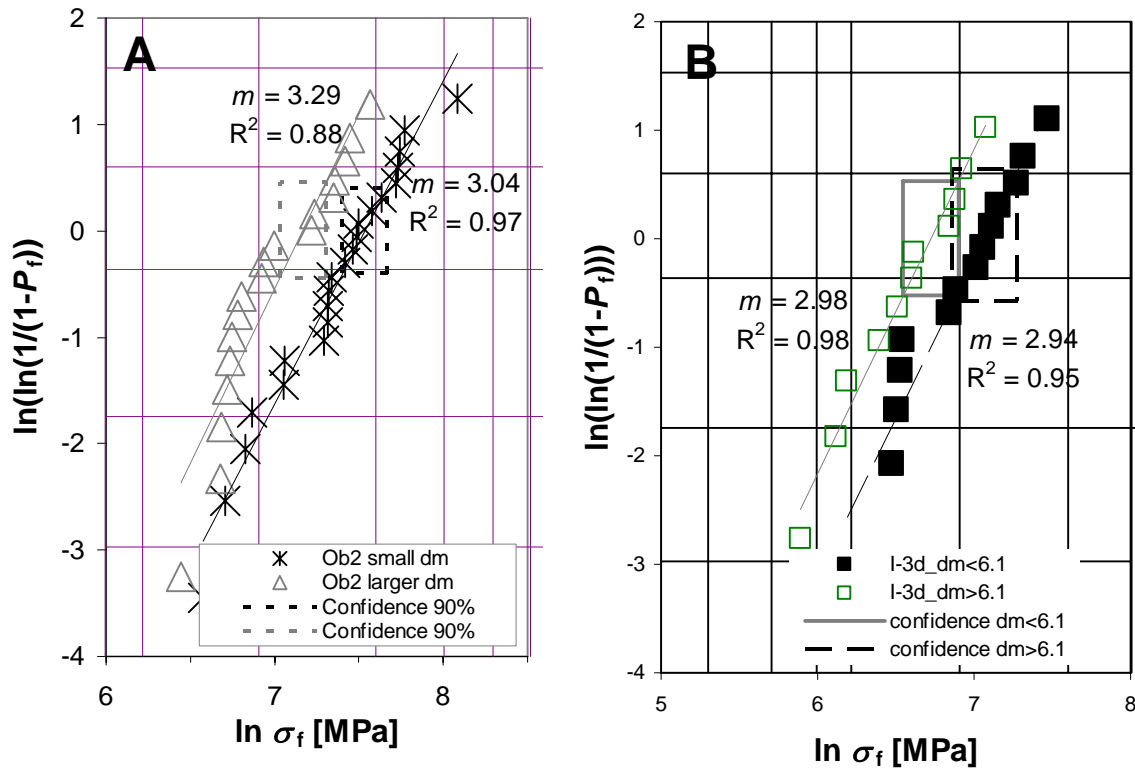 A
ln(ln(1/(1-Pf))
2
1
0
-1
-2
-3
-4
m = 3.29
R2 = 0.88
m = 3.04
R2 = 0.97
Ob2 small dm
Ob2 larger dm
Confidence 90%
Confidence 90%
6
7
8
ln σf [MPa]
B
ln(ln(1/(1-Pf)))
2
1
0
-1
-2
-3
-4
m = 2.98
R2 = 0.98
m = 2.94
R2 = 0.95
I-3d_dm<6.1
I-3d_dm>6.1
confidence dm<6.1
confidence dm>6.1
5
6
7
8
ln σf [MPa]